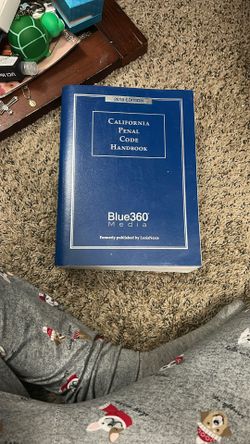 CALIFORNIA
PENAL
CODE
HANDBOOK
Blue360°
Media
Formerly published by LexisNexis